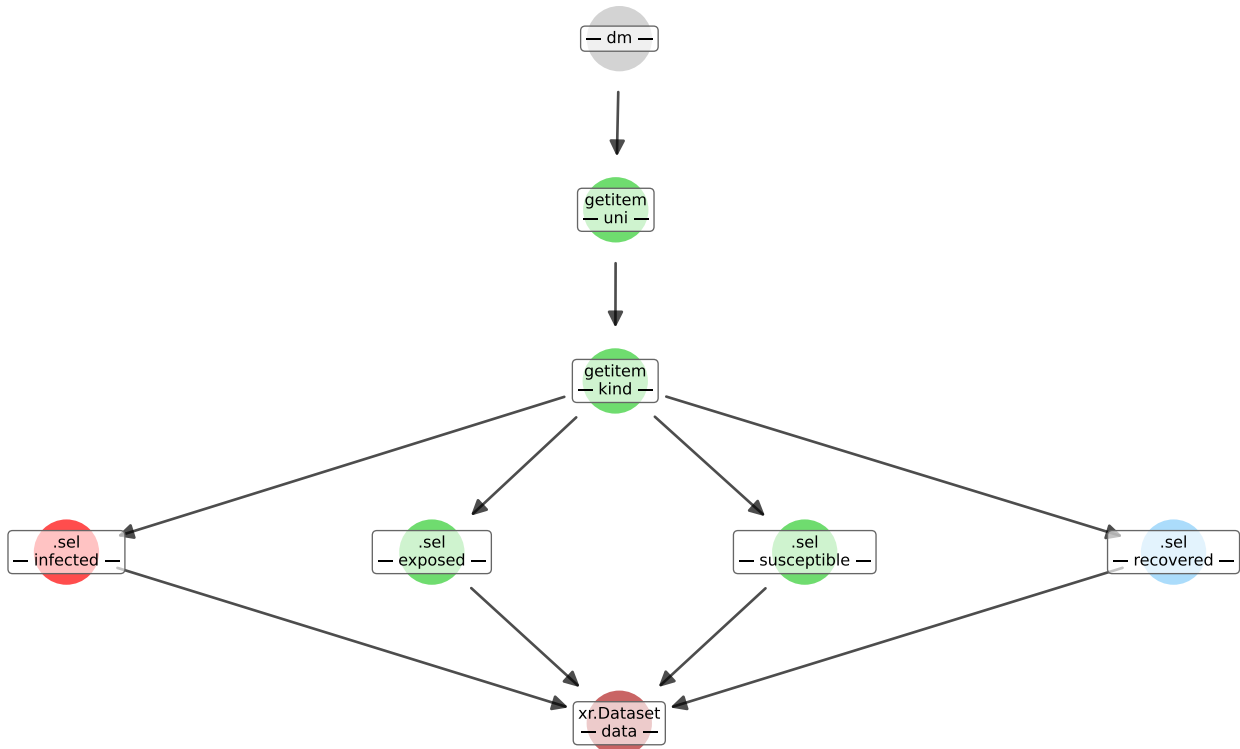 — dm —
getitem
— uni —
getitem
— kind —
.sel
— infected —
.sel
— exposed —
.sel
— susceptible —
.sel
— recovered —
xr.Dataset
— data —